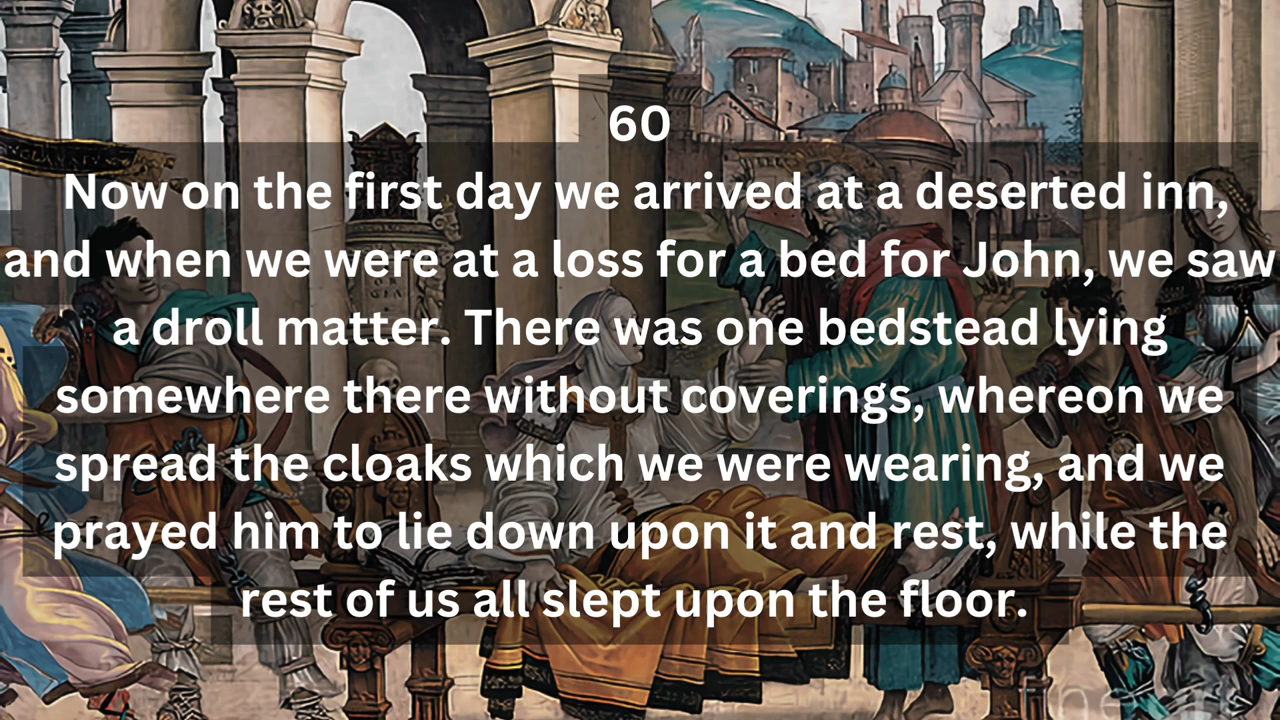 60
Now on the first day we arrived at a deserted inn,
and when we were at a loss for a bed for John, we saw
a droll matter. There was one bedstead lying
somewhere there without coverings, whereon we
spread the cloaks which we were wearing, and we
prayed him to lie down upon it and rest, while the
rest of us all slept upon the floor.